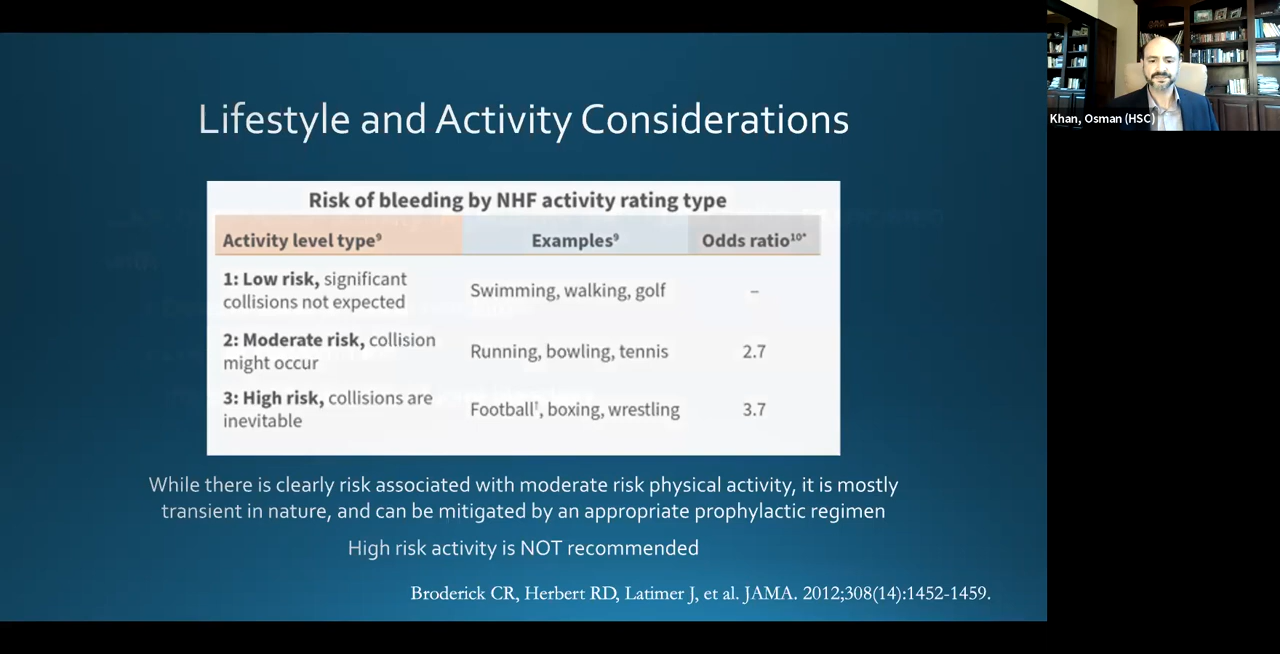 Lifestyle and Activity Considerations
Khan, Osman (HSC)
Risk of bleeding by NHF activity rating type
Activity level type⁹ Examples⁹ Odds ratio¹⁰*
1: Low risk, significant
collisions not expected
Swimming, walking, golf –
2: Moderate risk, collision
might occur
Running, bowling, tennis 2.7
3: High risk, collisions are
inevitable
Football†, boxing, wrestling 3.7
While there is clearly risk associated with moderate risk physical activity, it is mostly
transient in nature, and can be mitigated by an appropriate prophylactic regimen
High risk activity is NOT recommended
Broderick CR, Herbert RD, Latimer J, et al. JAMA. 2012;308(14):1452-1459.